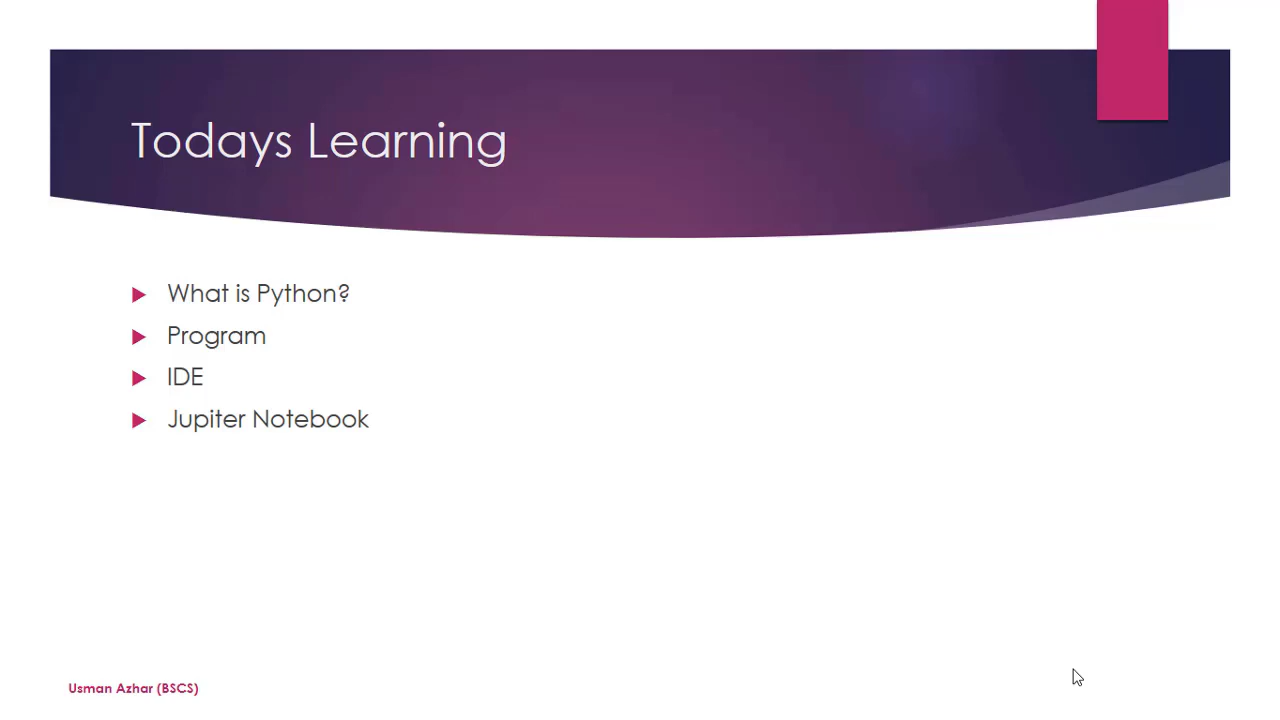 Todays Learning
What is Python?
Program
IDE
Jupiter Notebook
Usman Azhar (BSCS)